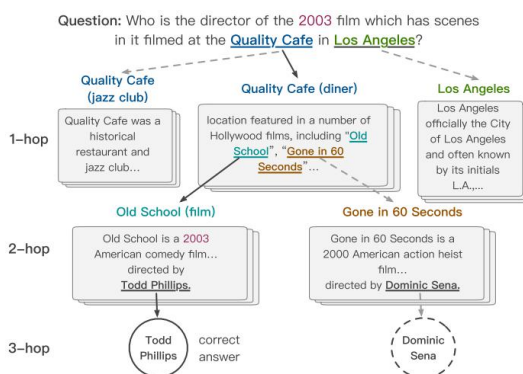 Question: Who is the director of the 2003 film which has scenes
in it filmed at the Quality Cafe in Los Angeles?
Quality Cafe
(jazz club)
Quality Cafe (diner)
Los Angeles
1-hop
Quality Cafe was a
historical
restaurant and
jazz club...
location featured in a number of
Hollywood films, including "Old
School", "Gone in 60
Seconds"...
Los Angeles
officially the City
of Los Angeles
and often known
by its initials
L.A.,...
Old School (film)
Gone in 60 Seconds
2-hop
Old School is a 2003
American comedy film...
directed by
Todd Phillips.
Gone in 60 Seconds is a
2000 American action heist
film...
directed by Dominic Sena.
3-hop
Todd
Phillips
correct
answer
Dominic
Sena